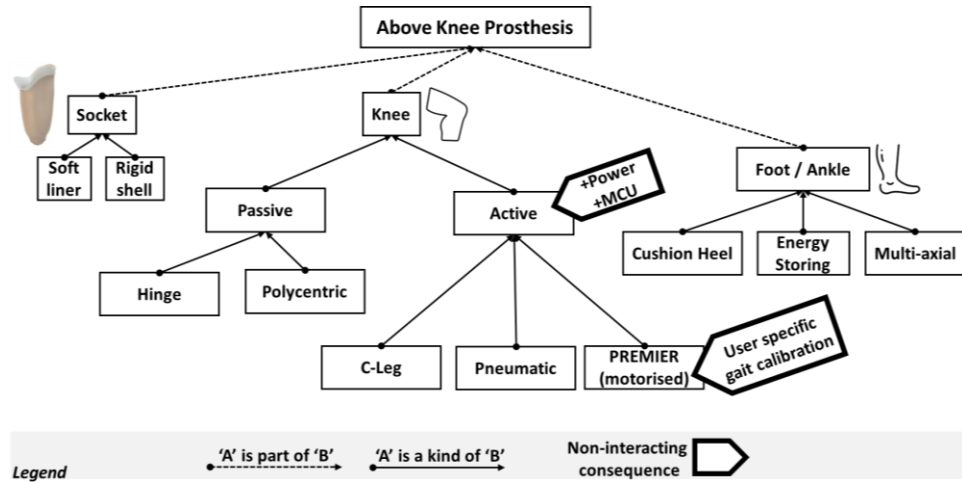 Above Knee Prosthesis
Socket
Knee
Soft
liner
Rigid
shell
Foot / Ankle
+Power
+MCU
Passive
Active
Cushion Heel
Energy
Storing
Multi-axial
Hinge
Polycentric
C-Leg
Pneumatic
PREMIER
(motorised)
User specific
gait calibration
Legend
‘A’ is part of ‘B’
‘A’ is a kind of ‘B’
Non-interacting
consequence